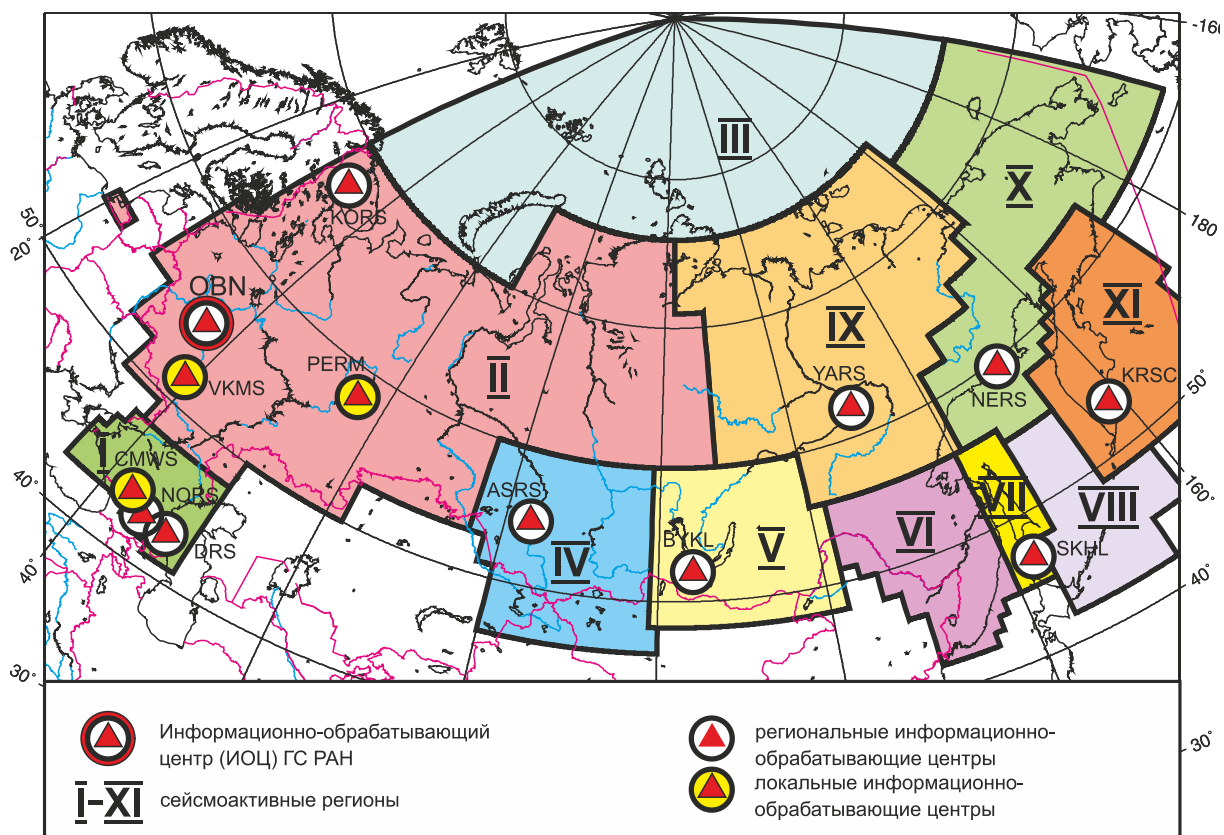 -160
III
X
KORS
50°
20°
180
OBN
XI
IX
PERM
II
YARS
KRSC
VKMS
NERS
50°
I
CMWS
40°
NORS
ASRS
VII
160°
VIII
DRS
VI
BYKL
V
SKHL
IV
40°
40°
30°
30°
Информационно-обрабатывающий
центр (ИОЦ) ГС РАН
I-XI сейсмоактивные регионы
региональные информационно-
обрабатывающие центры
локальные информационно-
обрабатывающие центры